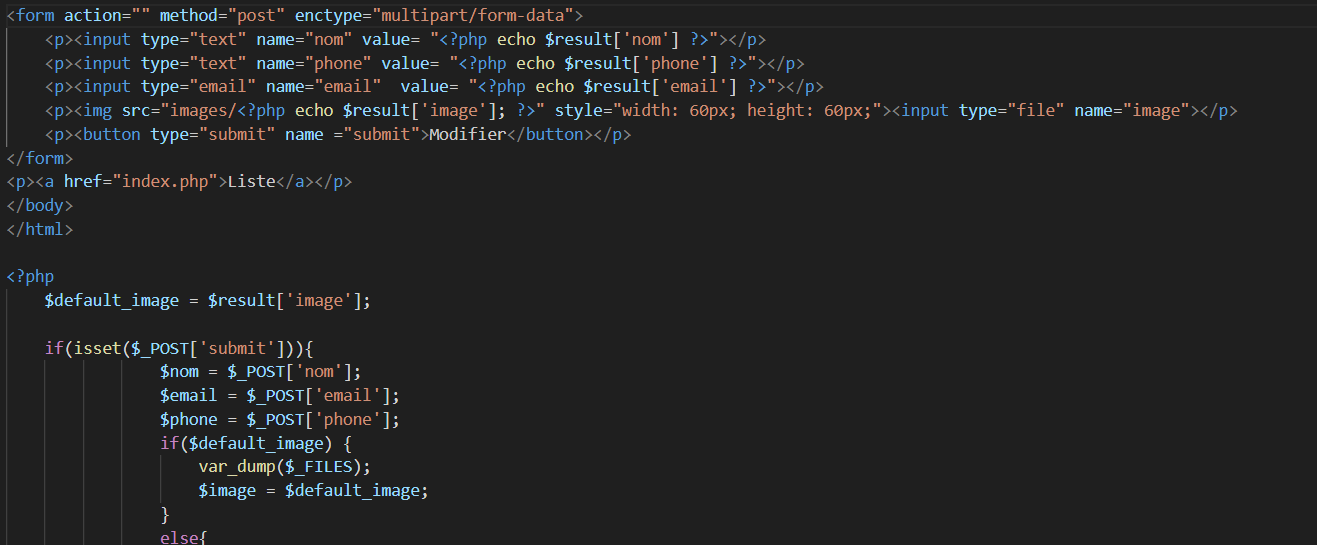 <form action="" method="post" enctype="multipart/form-data">
<p><input type="text" name="nom" value= "<?php echo $result['nom'] ?>"></p>
<p><input type="text" name="phone" value= "<?php echo $result['phone'] ?>"></p>
<p><input type="email" name="email"  value= "<?php echo $result['email'] ?>"></p>
<p><img src="images/<?php echo $result['image']; ?>" style="width: 60px; height: 60px;"><input type="file" name="image"></p>
<p><button type="submit" name ="submit">Modifier</button></p>
</form>
<p><a href="index.php">Liste</a></p>
</body>
</html>
<?php
$default_image = $result['image'];
if(isset($_POST['submit'])){
$nom = $_POST['nom'];
$email = $_POST['email'];
$phone = $_POST['phone'];
if($default_image) {
var_dump($_FILES);
$image = $default_image;
}
else{